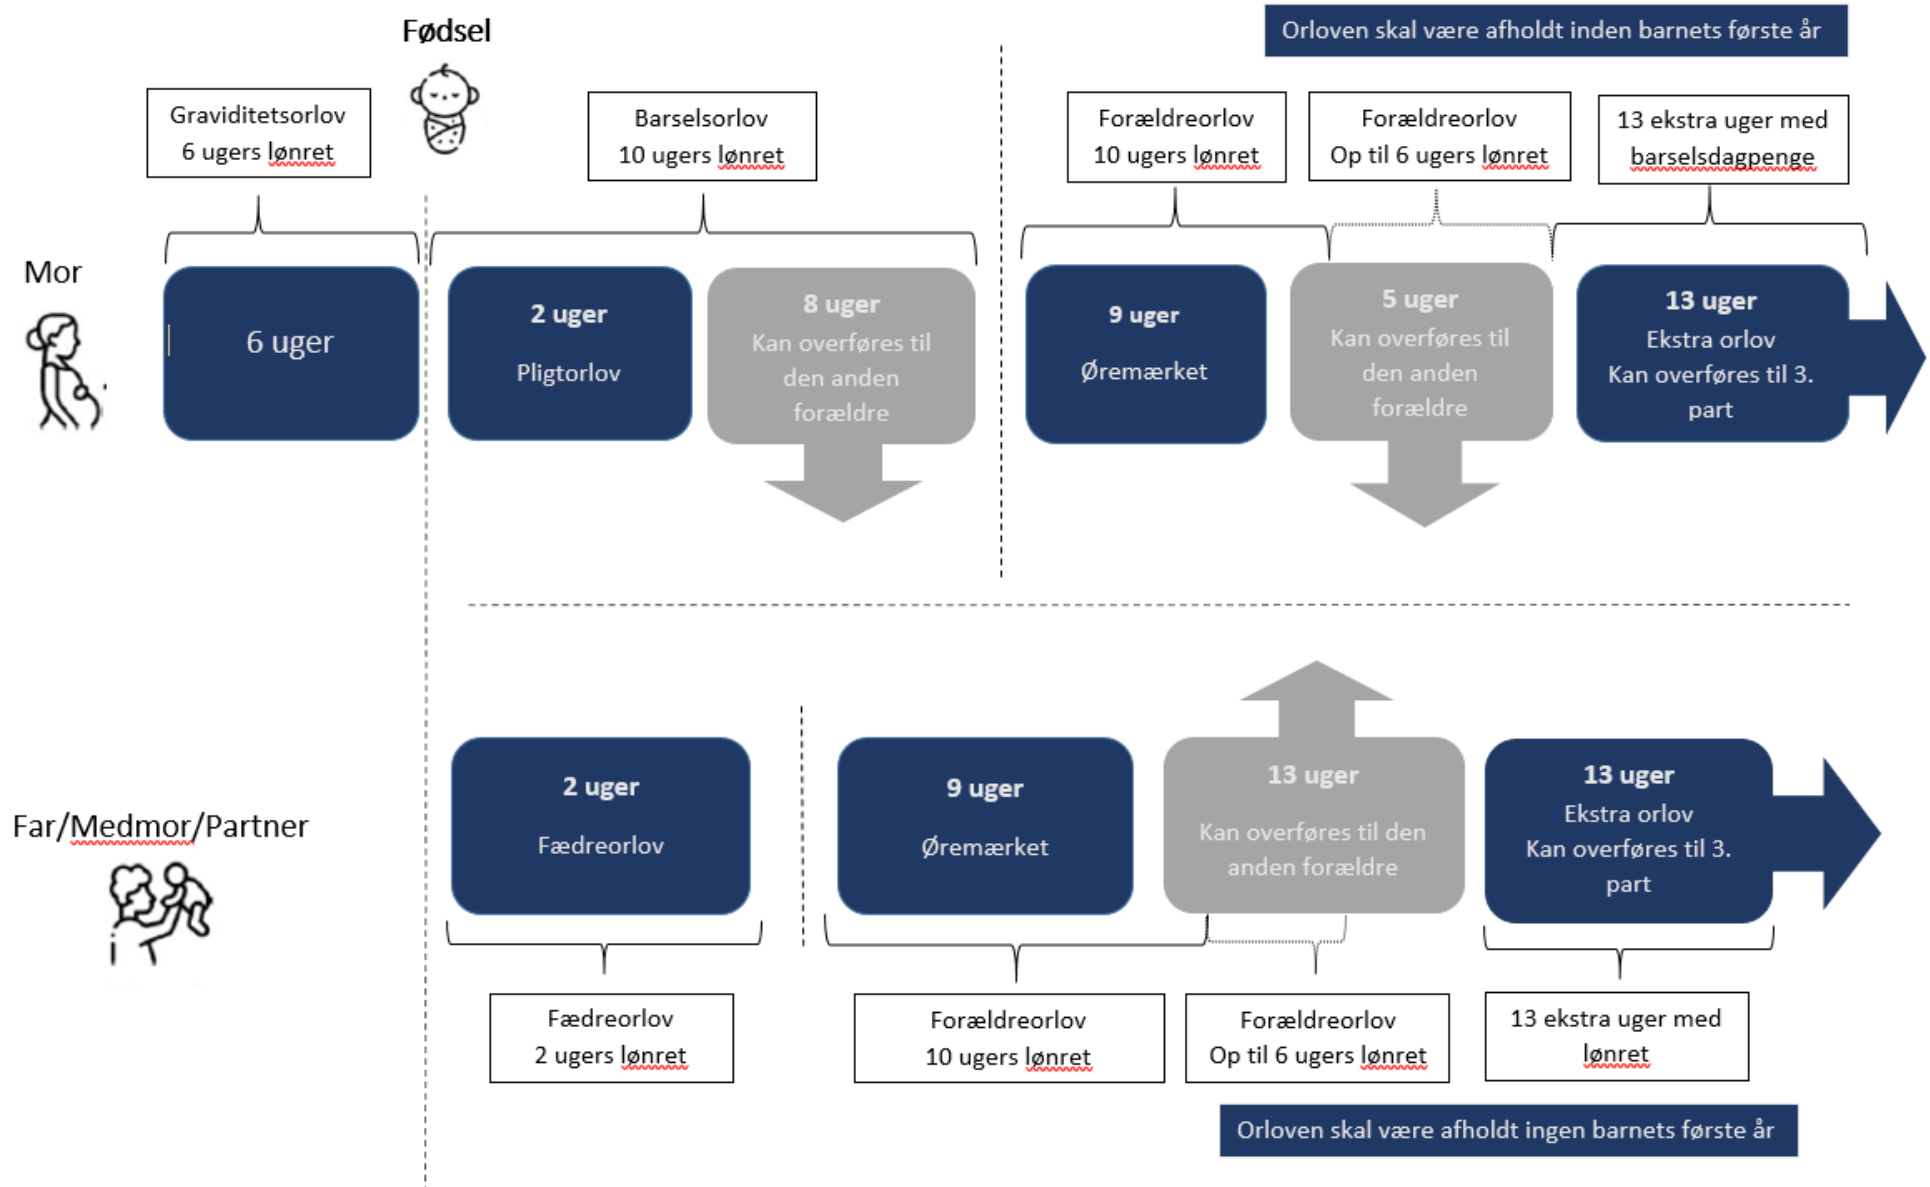 Fødsel
Orloven skal være afholdt inden barnets første år
Graviditetsorlov
6 ugers lønret
Barselsorlov
10 ugers lønret
Forældreorlov
10 ugers lønret
Forældreorlov
Op til 6 ugers lønret
13 ekstra uger med
barselsdagpenge
Mor
6 uger
2 uger
Pligtorlov
8 uger
Kan overføres til
den anden
forældre
9 uger
Øremærket
5 uger
Kan overføres til
den anden
forældre
13 uger
Ekstra orlov
Kan overføres til 3.
part
Far/Medmor/Partner
2 uger
Fædreorlov
9 uger
Øremærket
13 uger
Kan overføres til den
anden forældre
13 uger
Ekstra orlov
Kan overføres til 3.
part
Fædreorlov
2 ugers lønret
Forældreorlov
10 ugers lønret
Forældreorlov
Op til 6 ugers lønret
13 ekstra uger med
lønret
Orloven skal være afholdt ingen barnets første år